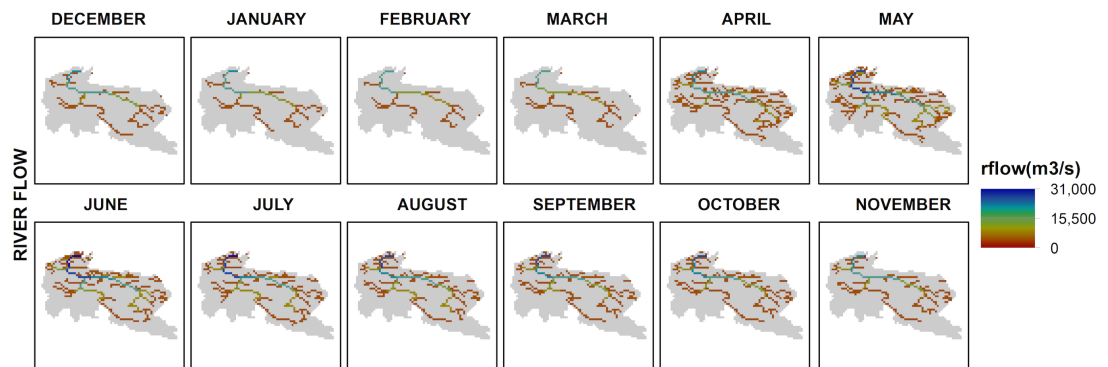 DECEMBER JANUARY FEBRUARY MARCH APRIL MAY
RIVER FLOW
rflow(m3/s)
31,000
15,500
0
JUNE JULY AUGUST SEPTEMBER OCTOBER NOVEMBER